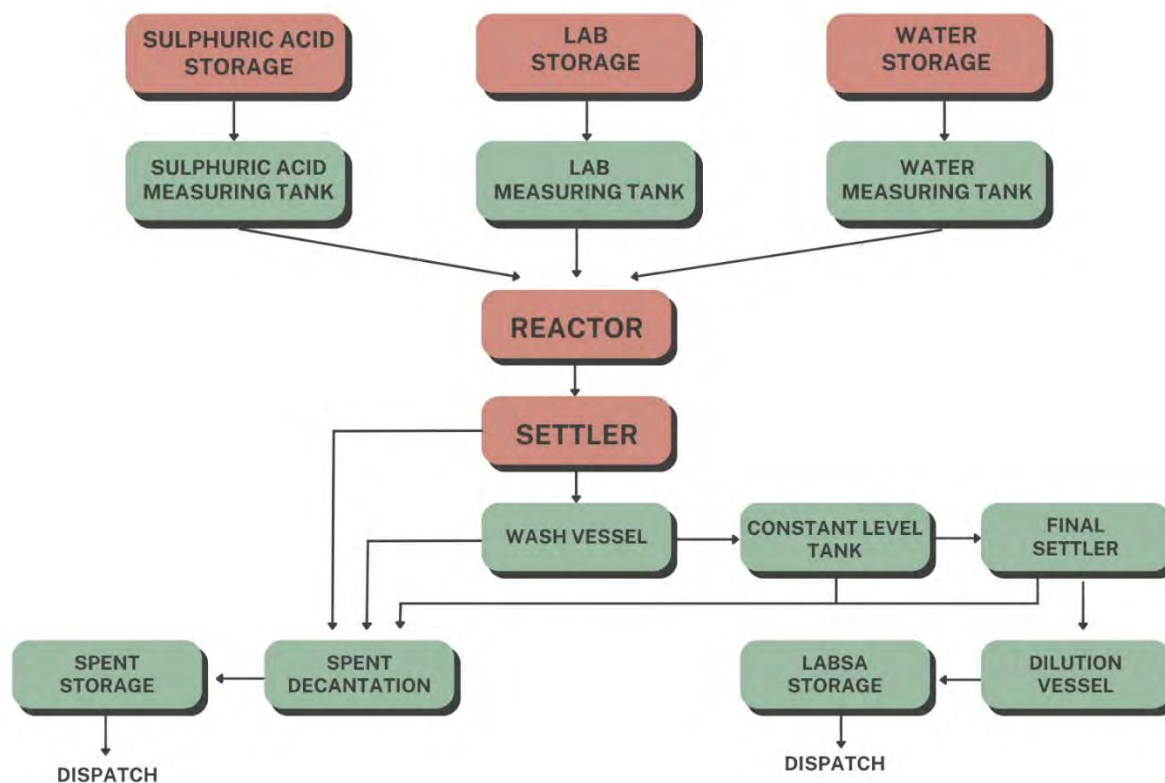 SULPHURIC ACID
STORAGE
LAB
STORAGE
WATER
STORAGE
SULPHURIC ACID
MEASURING TANK
LAB
MEASURING TANK
WATER
MEASURING TANK
REACTOR
SETTLER
WASH VESSEL
CONSTANT LEVEL
TANK
FINAL
SETTLER
SPENT
STORAGE
SPENT
DECANTATION
LABSA
STORAGE
DILUTION
VESSEL
DISPATCH
DISPATCH